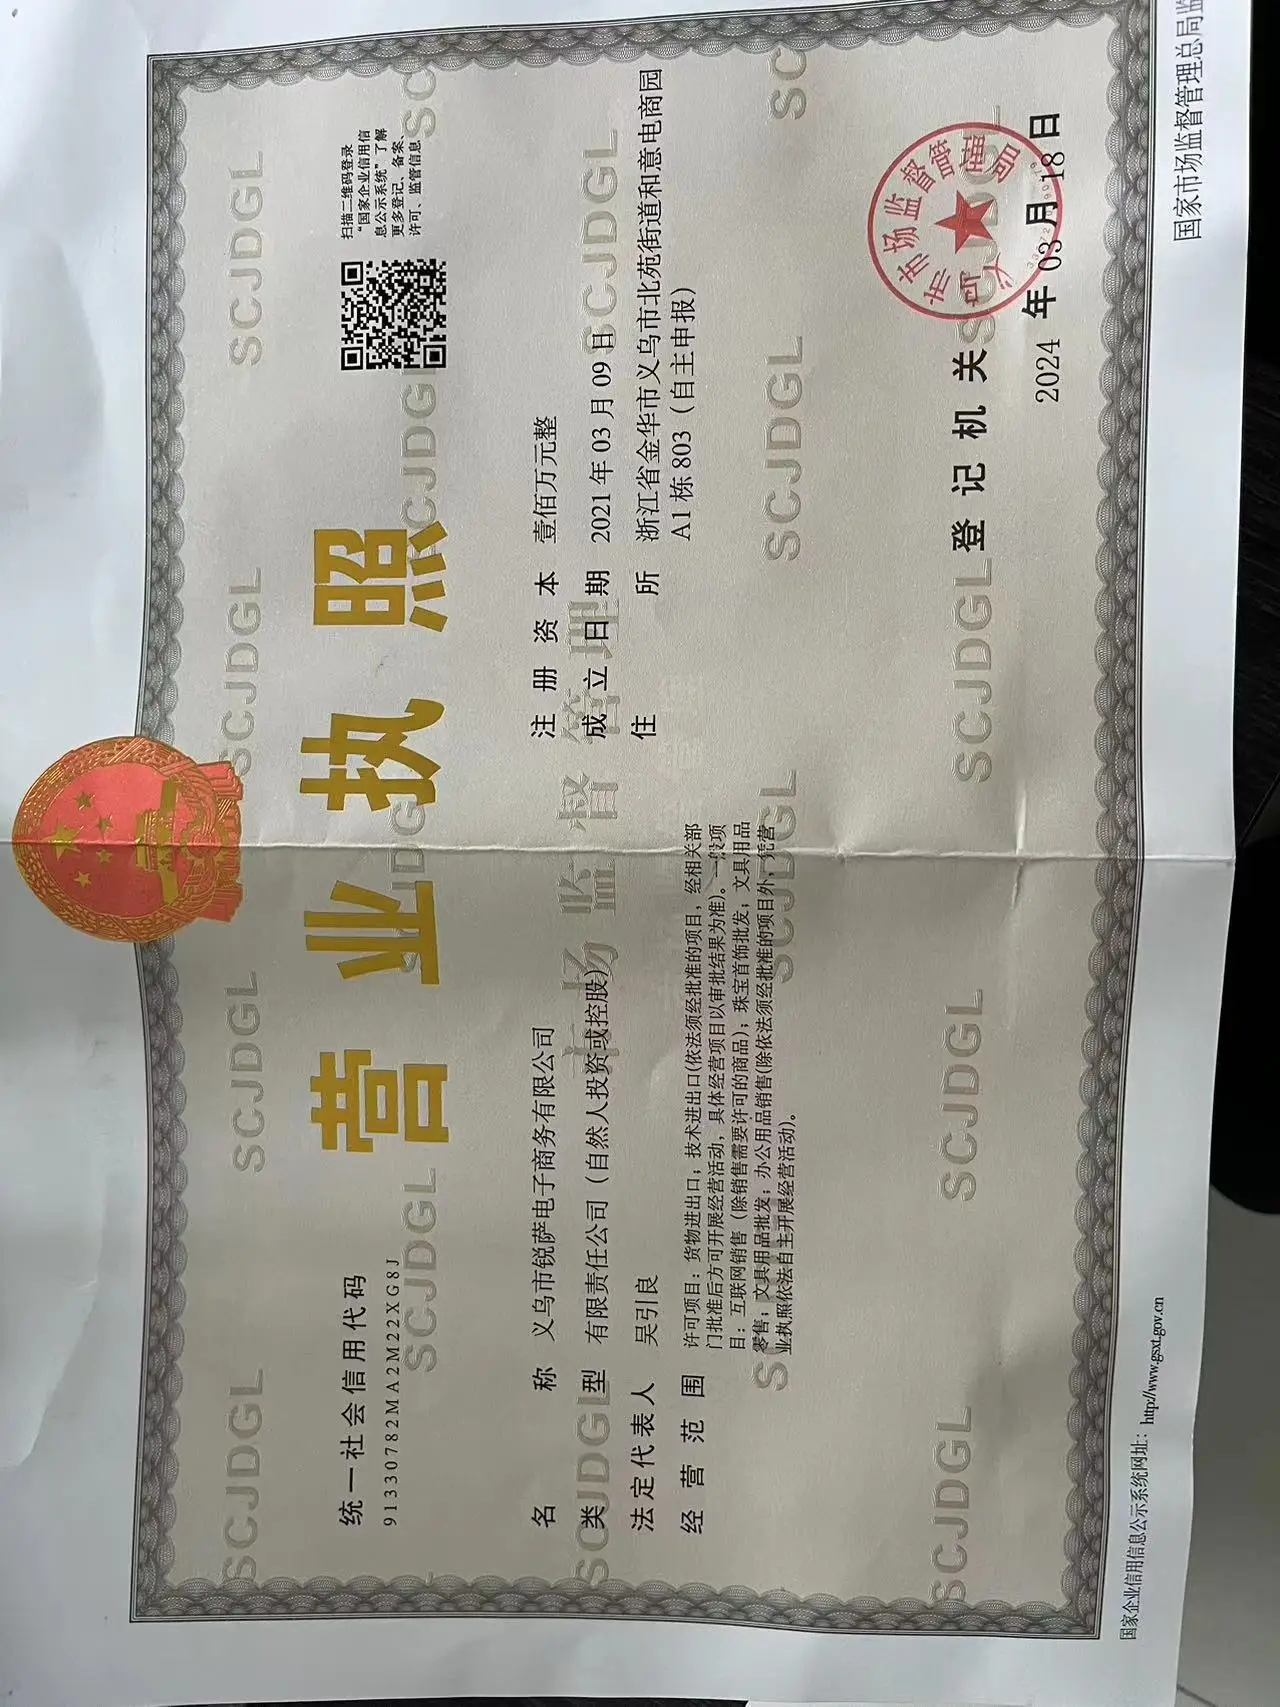 营业执照
统一社会信用代码
91330782MA2M22XG8J
扫描二维码登录
“国家企业信用信
息公示系统”了解
更多登记、备案、
许可、监管信息
名称 义乌市锐萨电子商务有限公司
类型 有限责任公司（自然人投资或控股）
法定代表人 吴引良
经营范围 许可项目：货物进出口；技术进出口(依法须经批准的项目，经相关部
门批准后方可开展经营活动，具体经营项目以审批结果为准)。一般项
目：互联网销售（除销售需要许可的商品）；珠宝首饰批发；文具用品
零售；文具用品批发；办公用品销售(除依法须经批准的项目外，凭营
业执照依法自主开展经营活动)。
注册资本 壹佰万元整
成立日期 2021年03月09日
住所 浙江省金华市义乌市北苑街道和意电商园
A1栋803（自主申报）
登记机关
2024年03月18日
国家企业信用信息公示系统网址：http://www.gsxt.gov.cn
国家市场监督管理总局监
市场监督管理
SCJDGL